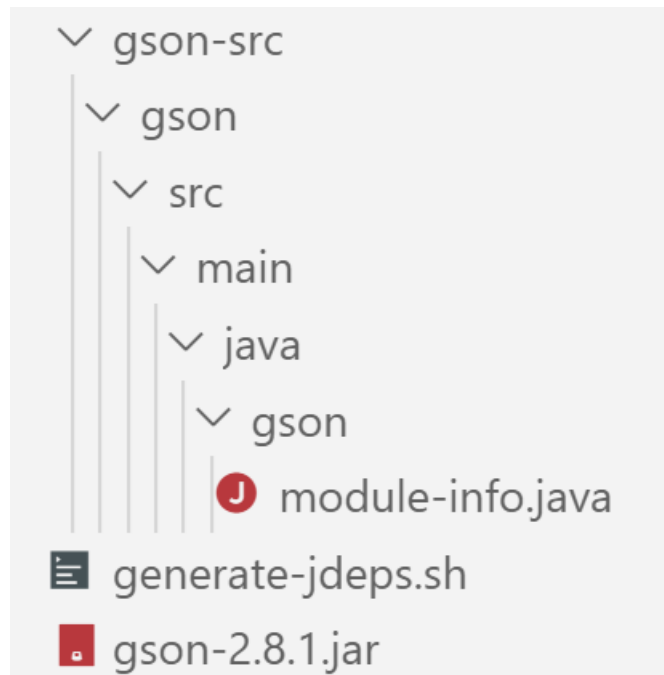 gson-src
gson
src
main
java
gson
J module-info.java
generate-jdeps.sh
gson-2.8.1.jar